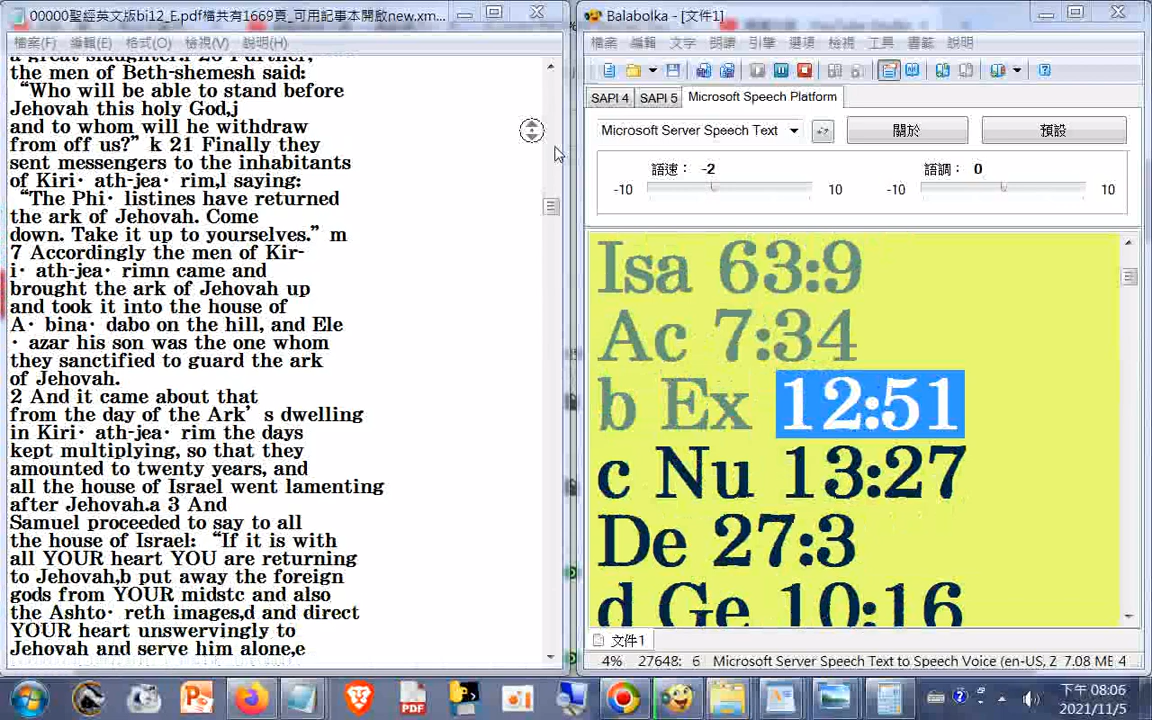 00000聖經英文版bi12_E.pdf檔共有1669頁_可用記事本開啟new.xm...
檔案(F) 編輯(E) 格式(O) 檢視(V) 說明(H)
a great slaughter. 20 Further,
the men of Beth-shemesh said:
“Who will be able to stand before
Jehovah this holy God,j
and to whom will he withdraw
from off us?” k 21 Finally they
sent messengers to the inhabitants
of Kiri· ath-jea· rim,l saying:
“The Phi· listines have returned
the ark of Jehovah. Come
down. Take it up to yourselves.” m
7 Accordingly the men of Kir-
i· ath-jea· rimn came and
brought the ark of Jehovah up
and took it into the house of
A· bina· dabo on the hill, and Ele
· azar his son was the one whom
they sanctified to guard the ark
of Jehovah.
2 And it came about that
from the day of the Ark’s dwelling
in Kiri· ath-jea· rim the days
kept multiplying, so that they
amounted to twenty years, and
all the house of Israel went lamenting
after Jehovah.a 3 And
Samuel proceeded to say to all
the house of Israel: “If it is with
all YOUR heart YOU are returning
to Jehovah,b put away the foreign
gods from YOUR midstc and also
the Ashto· reth images,d and direct
YOUR heart unswervingly to
Jehovah and serve him alone,e
Balabolka - [文件1]
檔案 編輯 文字 朗讀 引擎 選項 檢視 工具 書籤 說明
SAPI 4 SAPI 5 Microsoft Speech Platform
Microsoft Server Speech Text 關於 預設
語速： -2 語調： 0
-10 10 -10 10
Isa 63:9
Ac 7:34
b Ex 12:51
c Nu 13:27
De 27:3
d Ge 10:16
文件1
4% 27648: 6 Microsoft Server Speech Text to Speech Voice (en-US, 2 7.08 ME 4
PDF
下午 08:06
2021/11/5